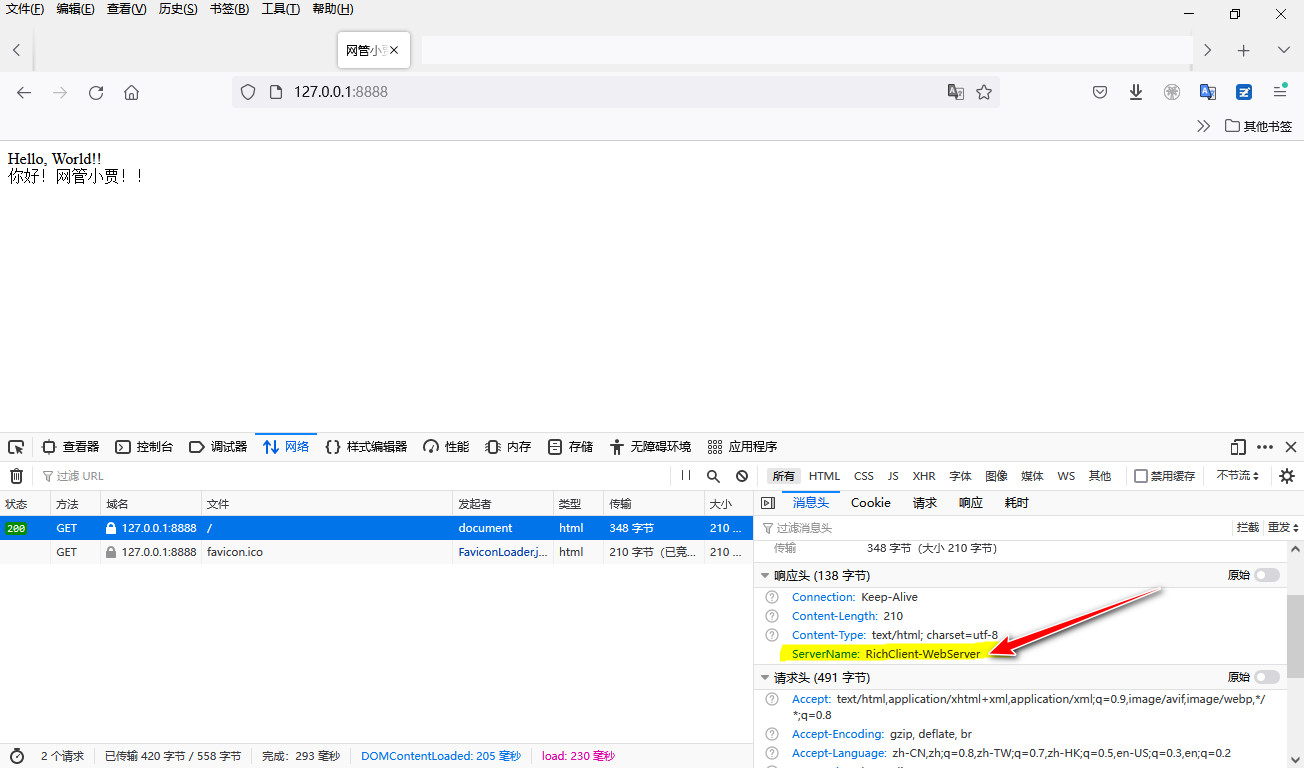 文件(F) 编辑(E) 查看(V) 历史(S) 书签(B) 工具(T) 帮助(H)
网管小
127.0.0.1:8888
其他书签
Hello, World!!
你好！网管小贾！！
查看器 控制台 调试器 网络 样式编辑器 性能 内存 存储 无障碍环境 应用程序
过滤 URL
所有 HTML CSS JS XHR 字体 图像 媒体 WS 其他 禁用缓存 不节流
状态 方法 域名 文件 发起者 类型 传输 大小
200 GET 127.0.0.1:8888 / document html 348 字节 210 ...
GET 127.0.0.1:8888 favicon.ico FaviconLoader.j... html 210 字节（已竞... 210 ...
消息头 Cookie 请求 响应 耗时
过滤消息头 拦截 重发
传输 348 字节（大小 210 字节）
响应头 (138 字节) 原始
Connection: Keep-Alive
Content-Length: 210
Content-Type: text/html; charset=utf-8
ServerName: RichClient-WebServer
请求头 (491 字节) 原始
Accept: text/html,application/xhtml+xml,application/xml;q=0.9,image/avif,image/webp,*/
*;q=0.8
Accept-Encoding: gzip, deflate, br
Accept-Language: zh-CN,zh;q=0.8,zh-TW;q=0.7,zh-HK;q=0.5,en-US;q=0.3,en;q=0.2
2 个请求 已传输 420 字节 / 558 字节 完成：293 毫秒 DOMContentLoaded: 205 毫秒 load: 230 毫秒